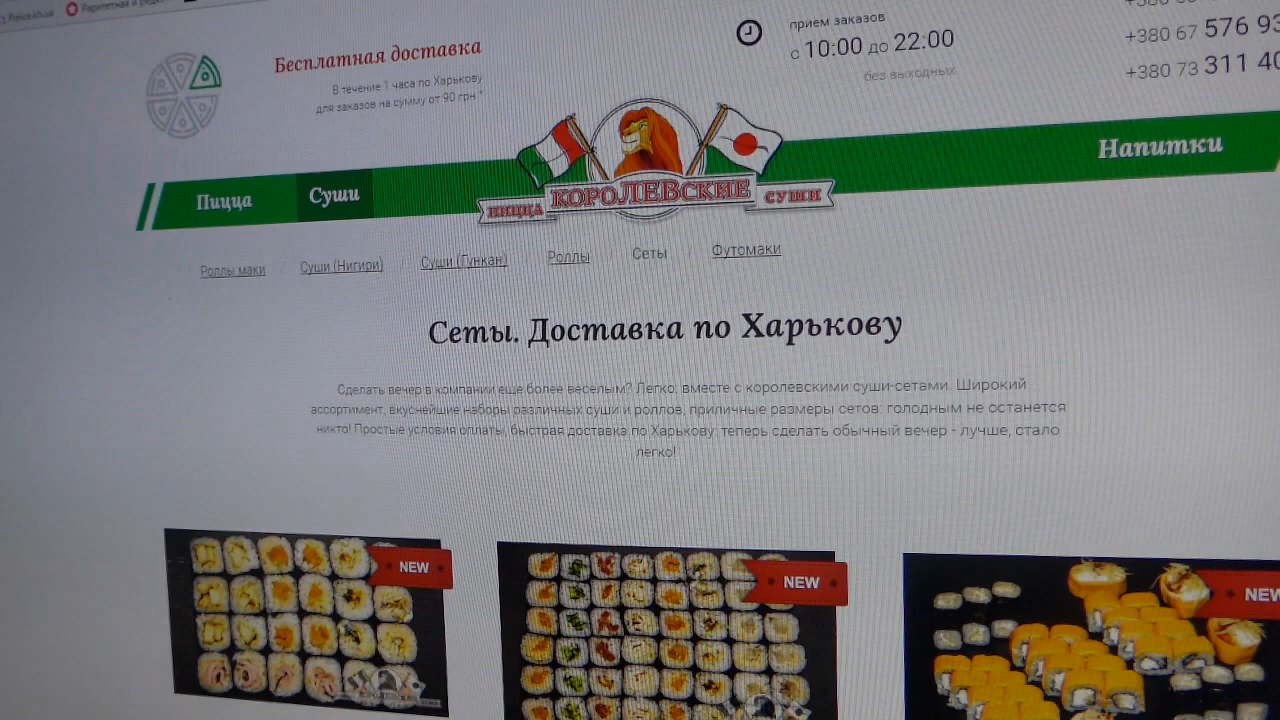 Бесплатная доставка
В течение 1 часа по Харькову
для заказов на сумму от 90 грн.*
прием заказов
с 10:00 до 22:00
без выходных
+380 67 576 93
+380 73 311 40
Пицца
Суши
ПИЦЦА КОРОЛЕВСКИЕ СУШИ
Напитки
Роллы маки
Суши (Нигири)
Суши (Гункан)
Роллы
Сеты
Футомаки
Сеты. Доставка по Харькову
Сделать вечер в компании еще более веселым? Легко, вместе с королевскими суши-сетами. Широкий
ассортимент, вкуснейшие наборы различных суши и роллов, приличные размеры сетов: голодным не останется
никто! Простые условия оплаты, быстрая доставка по Харькову: теперь сделать обычный вечер - лучше, стало
легко!
NEW
NEW
NEW
КОРОЛЕВСКИЕ